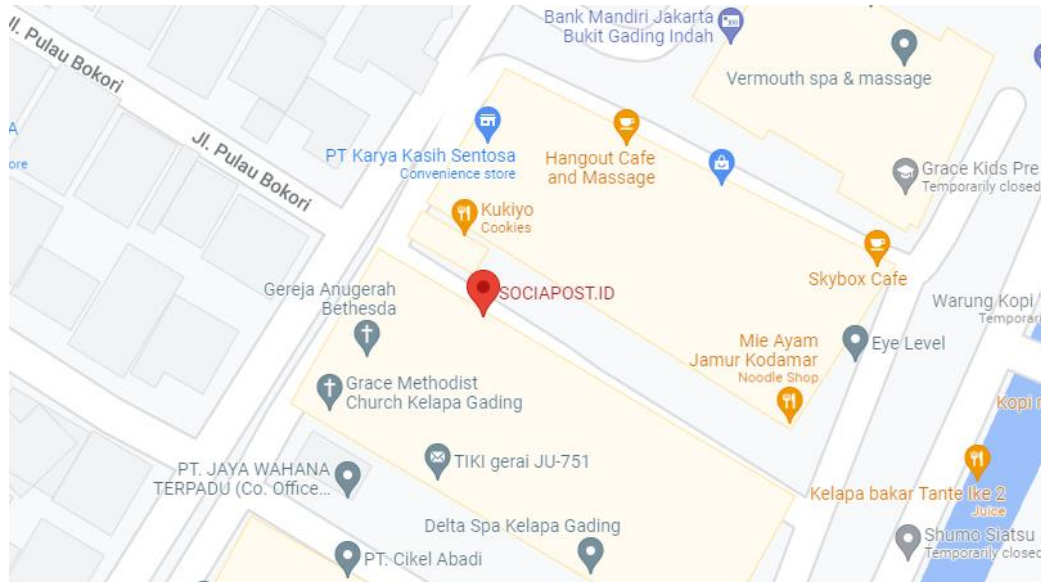 Jl. Pulau Bokori
Bank Mandiri Jakarta
Bukit Gading Indah
Vermouth spa & massage
A
ore
Jl. Pulau Bokori
PT Karya Kasih Sentosa
Convenience store
Hangout Cafe
and Massage
Grace Kids Pre
Temporarily closed
Kukiyo
Cookies
Skybox Cafe
Gereja Anugerah
Bethesda
SOCIAPOST.ID
Warung Kopi
Temporari
Mie Ayam
Jamur Kodamar
Noodle Shop
Eye Level
Grace Methodist
Church Kelapa Gading
Kopi
PT. JAYA WAHANA
TERPADU (Co. Office...
TIKI gerai JU-751
Kelapa bakar Tante Ike 2
Juice
Delta Spa Kelapa Gading
Shumo Siatsu
Temporarily closed
PT. Cikel Abadi